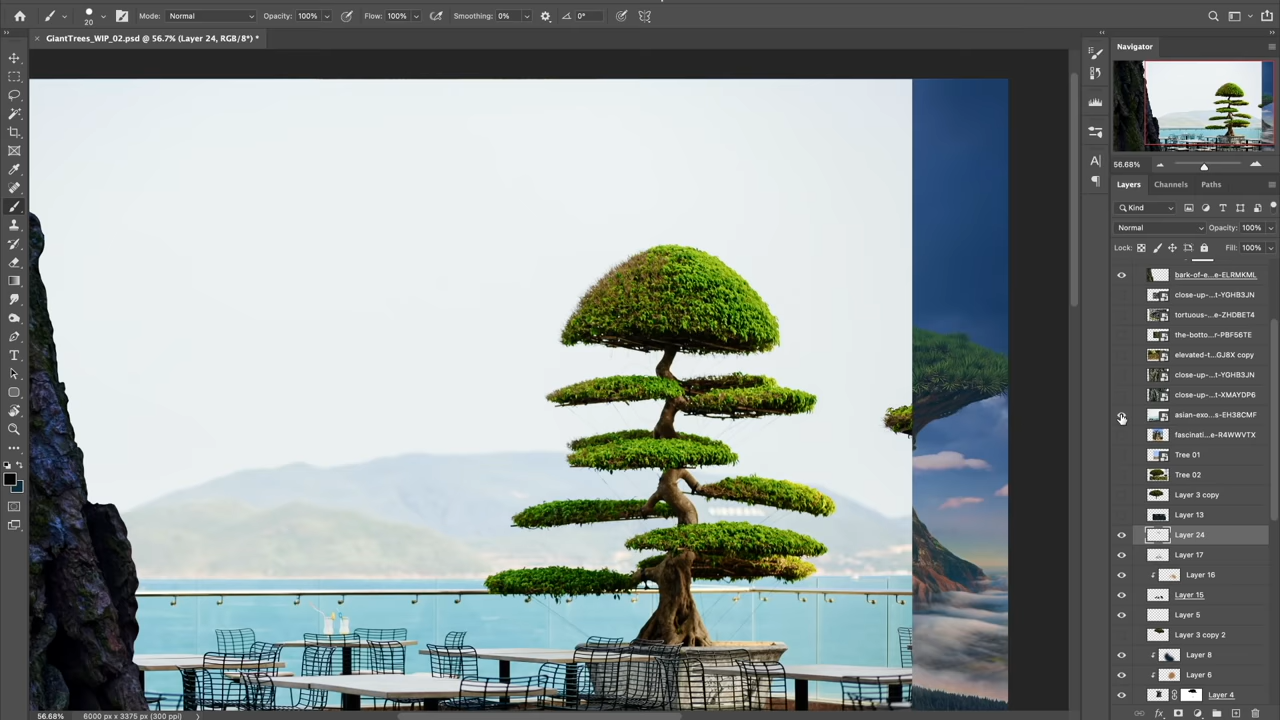 20 Mode: Normal Opacity: 100% Flow: 100% Smoothing: 0% 0°
× GiantTrees_WIP_02.psd @ 56.7% (Layer 24, RGB/8*) *
Navigator
56.68%
Layers Channels Paths
Kind
Normal Opacity: 100%
Lock: Fill: 100%
bark-of-e...e-ELRMKML
close-up-...t-YGHB3JN
tortuous-...e-ZHDBET4
the-botto...r-PBF56TE
elevated-t...GJ8X copy
close-up-...t-YGHB3JN
close-up-...t-XMAYDP6
asian-exo...s-EH38CMF
fascinati...e-R4WWVTX
Tree 01
Tree 02
Layer 3 copy
Layer 13
Layer 24
Layer 17
Layer 16
Layer 15
Layer 5
Layer 3 copy 2
Layer 8
Layer 6
Layer 4
56.68% 6000 px x 3375 px (300 ppi)